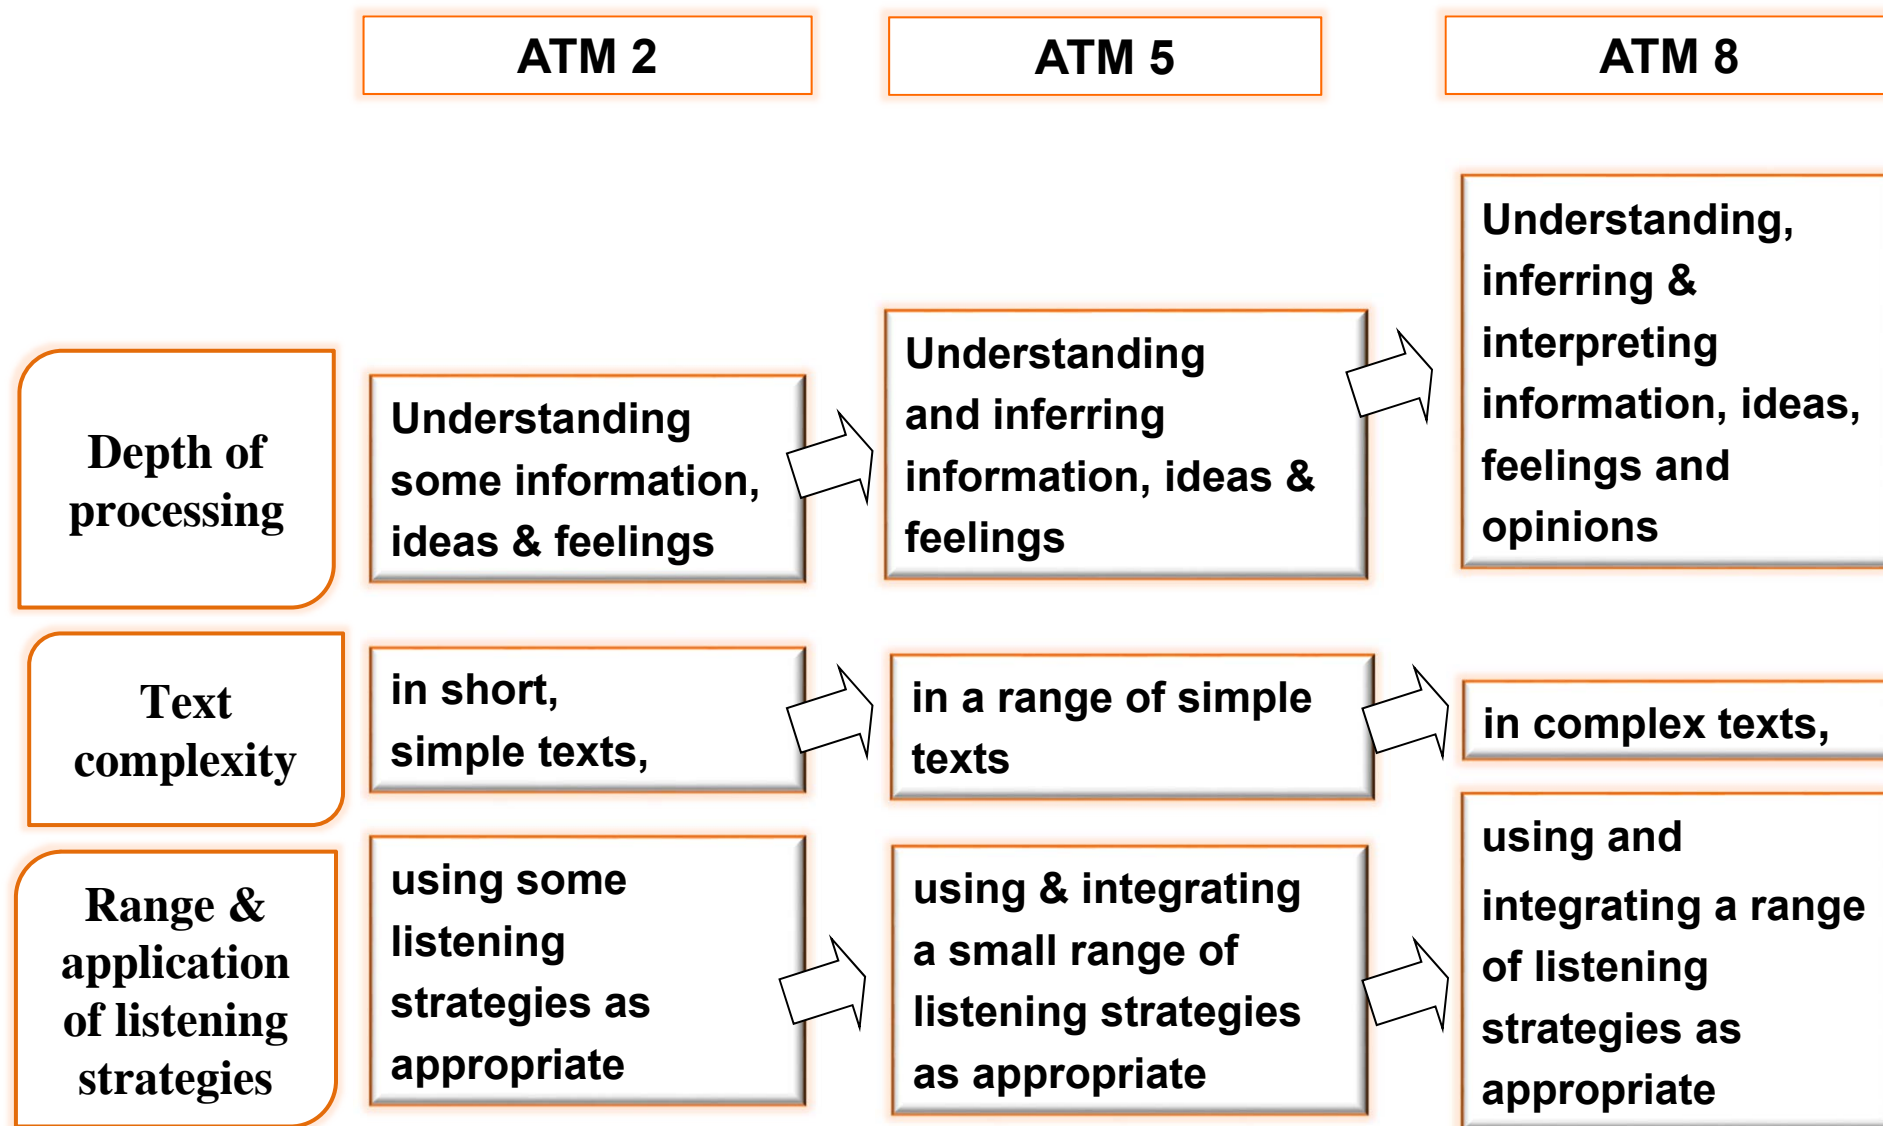 ATM 2
ATM 5
ATM 8
Depth of
processing
Understanding
some information,
ideas & feelings
Understanding
and inferring
information, ideas &
feelings
Understanding,
inferring &
interpreting
information, ideas,
feelings and
opinions
Text
complexity
in short,
simple texts,
in a range of simple
texts
in complex texts,
Range &
application
of listening
strategies
using some
listening
strategies as
appropriate
using & integrating
a small range of
listening strategies
as appropriate
using and
integrating a range
of listening
strategies as
appropriate